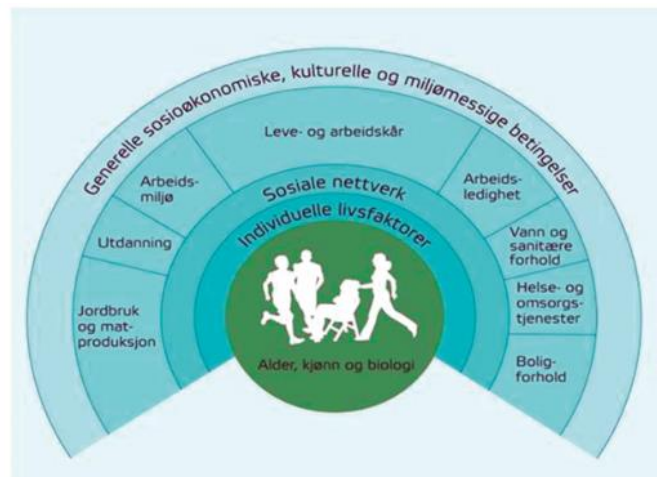 Generelle sosioøkonomiske, kulturelle og miljømessige betingelser
Leve- og arbeidskår
Arbeids-
miljø
Utdanning
Jordbruk
og mat-
produksjon
Arbeids-
ledighet
Vann og
sanitære
forhold
Helse- og
omsorgs-
tjenester
Bolig-
forhold
Sosiale nettverk
Individuelle livsfaktorer
Alder, kjønn og biologi